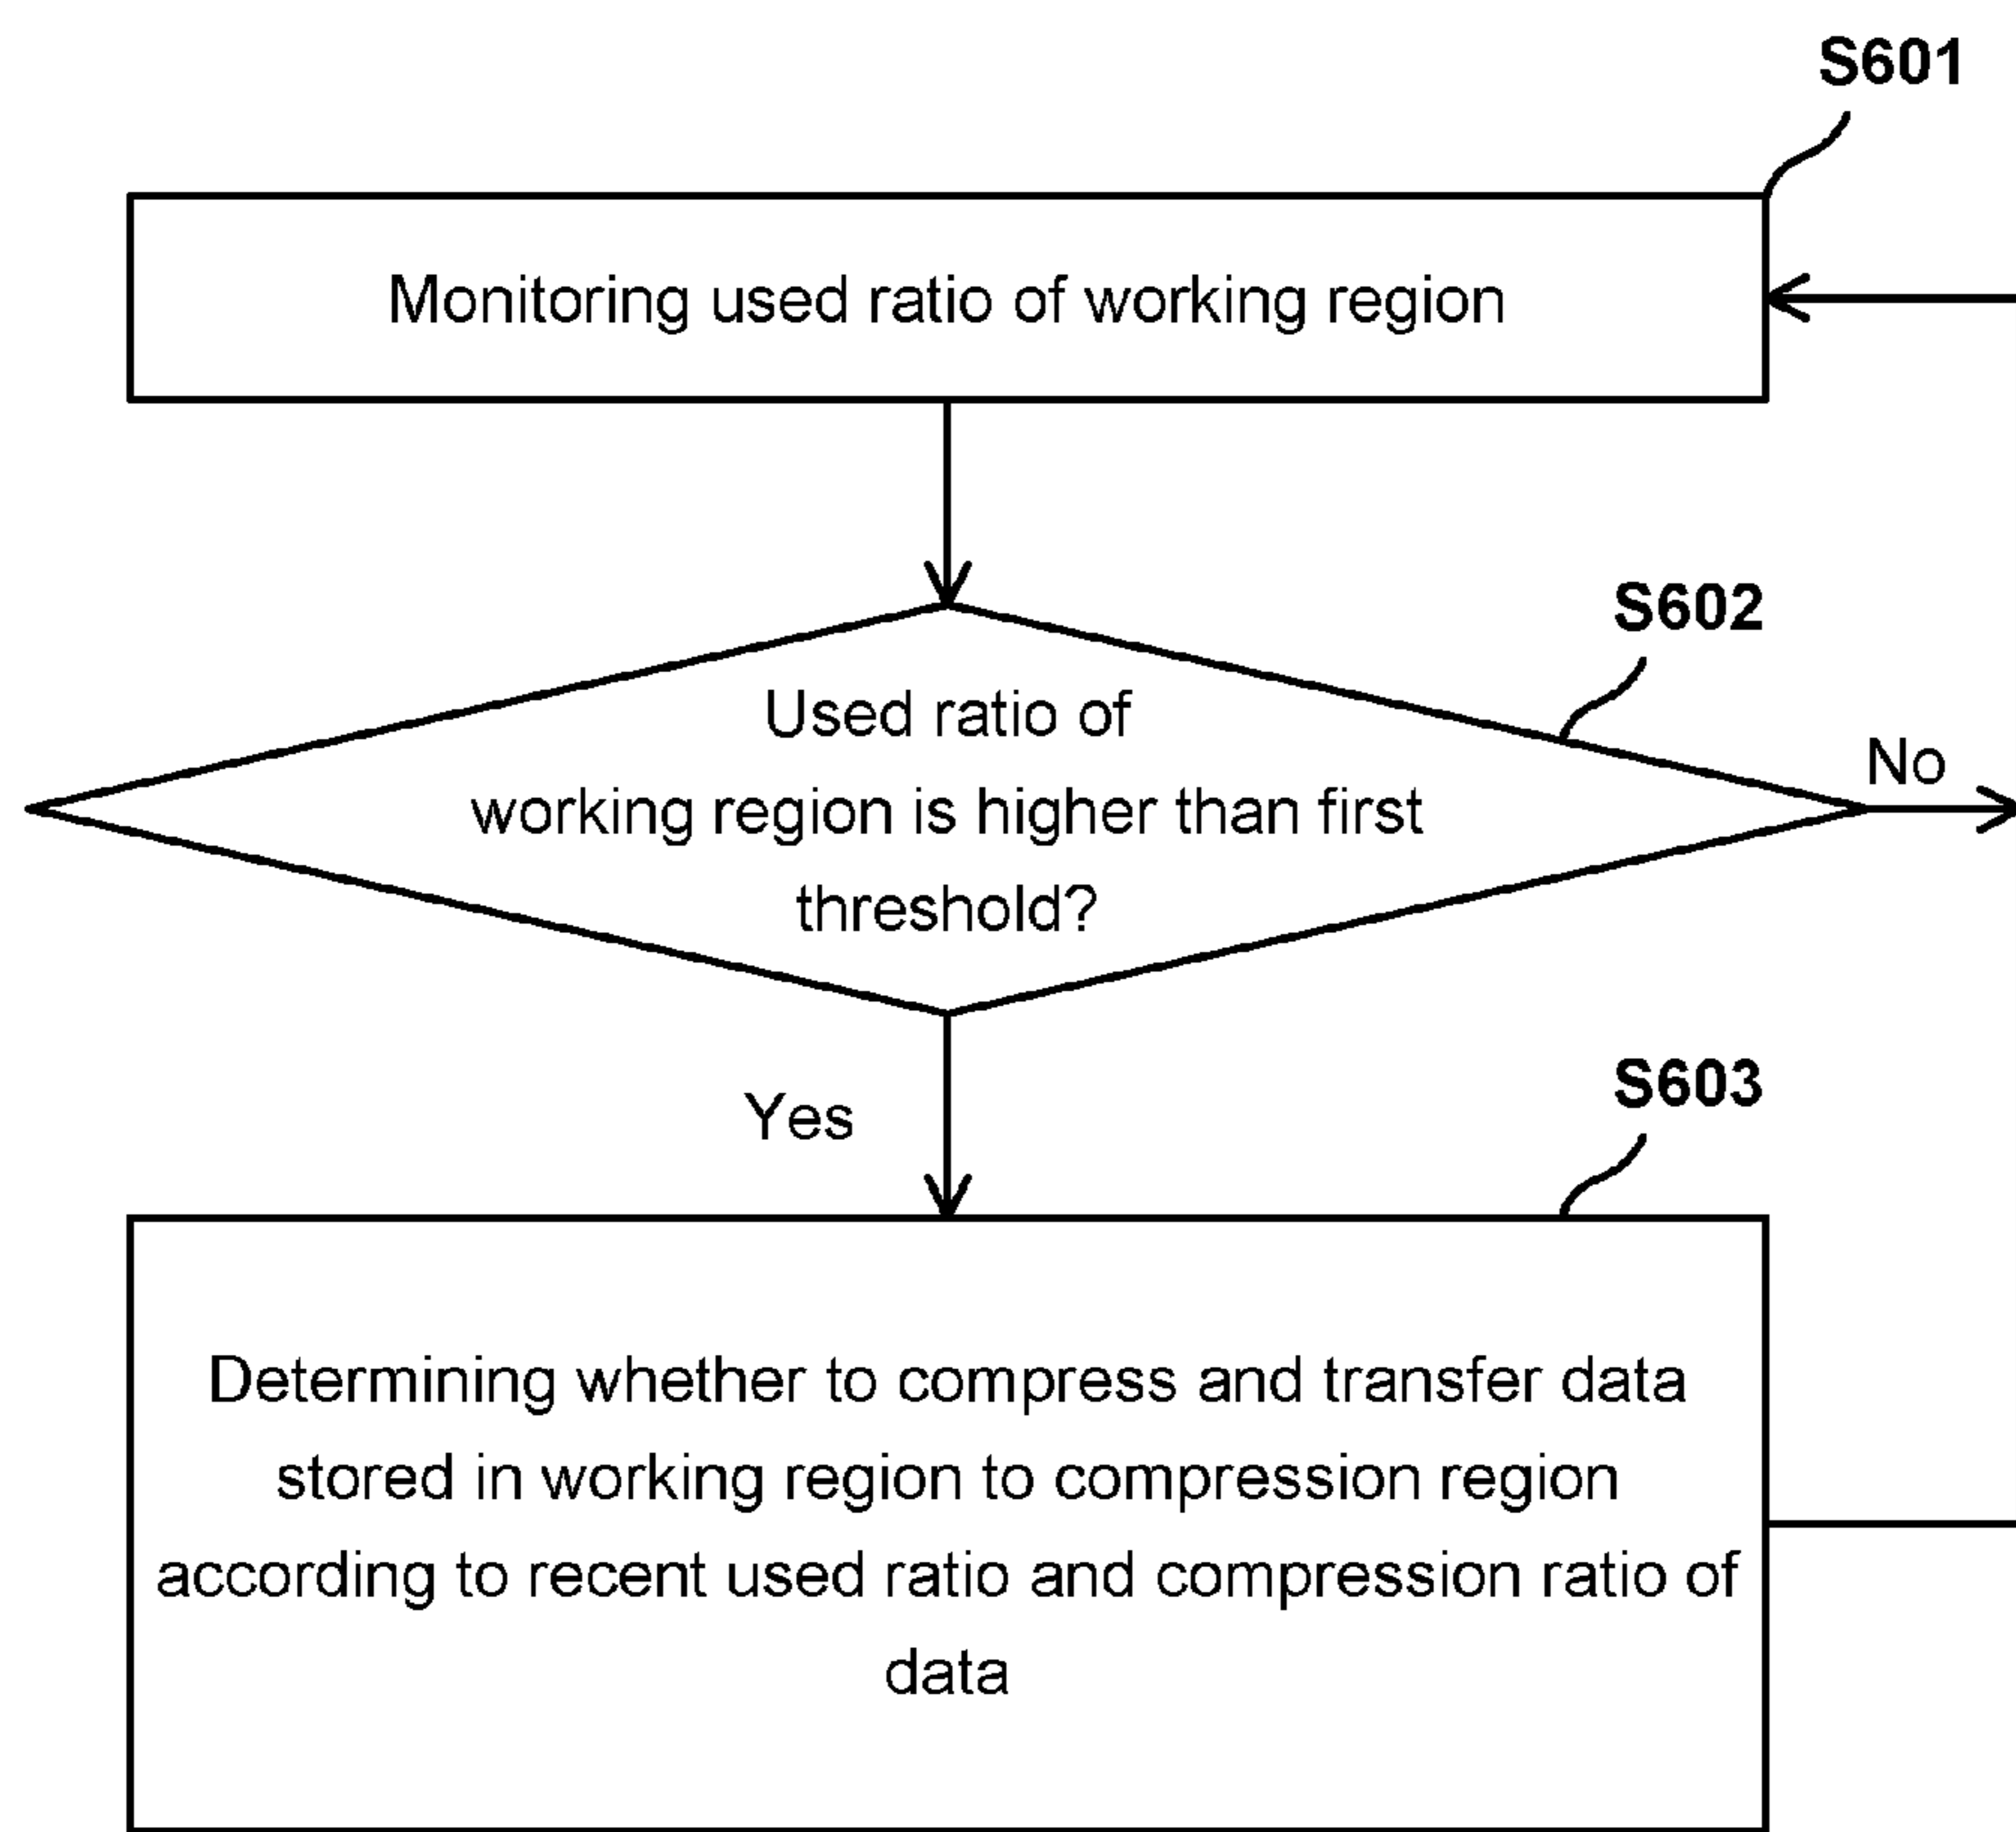 S601
Monitoring used ratio of working region
S602
Used ratio of
working region is higher than first
threshold?
No
Yes
S603
Determining whether to compress and transfer data
stored in working region to compression region
according to recent used ratio and compression ratio of
data